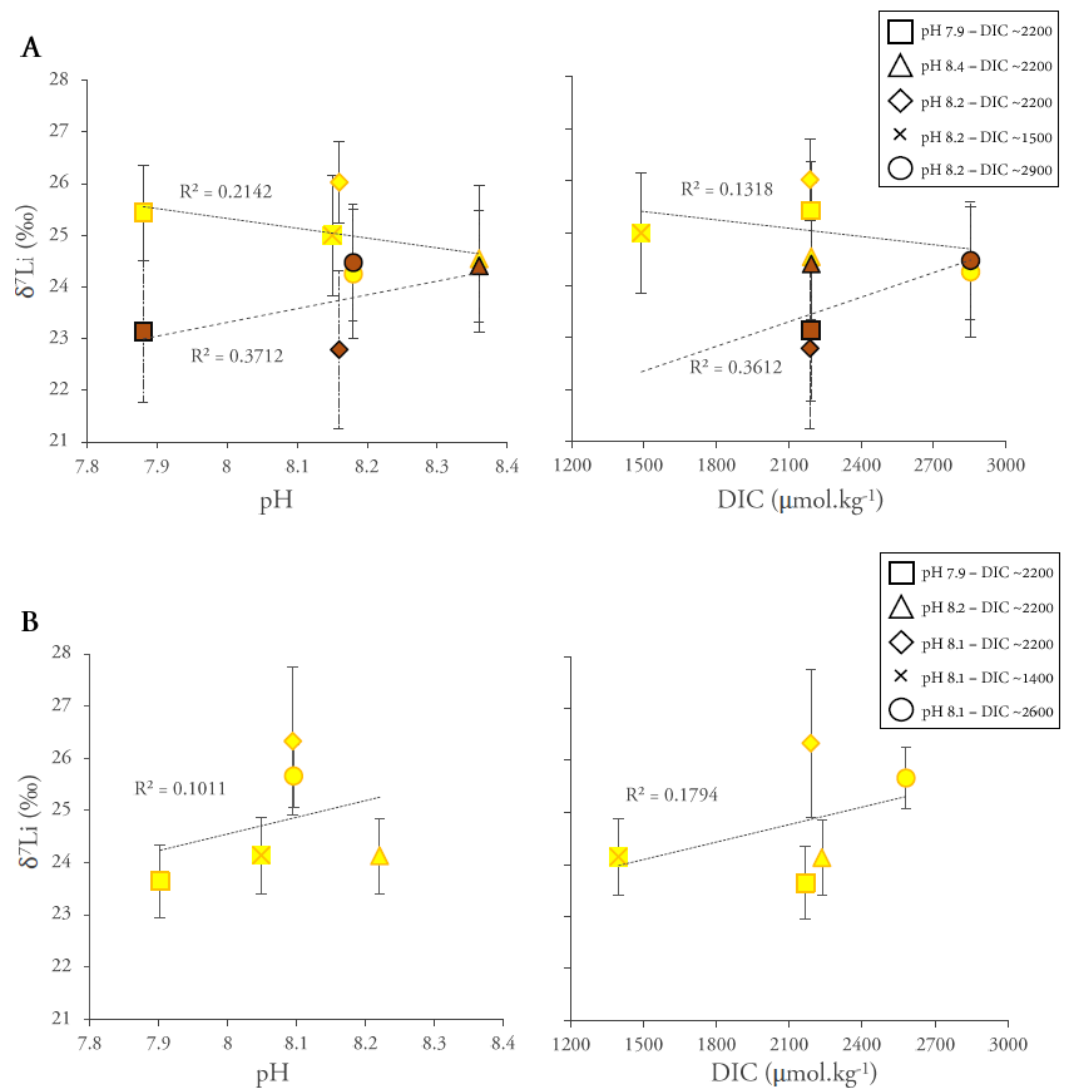 A
pH 7.9 – DIC ~2200
pH 8.4 – DIC ~2200
pH 8.2 – DIC ~2200
pH 8.2 – DIC ~1500
pH 8.2 – DIC ~2900
28
27
26
25
24
23
22
21
δ⁷Li (‰)
R² = 0.2142
R² = 0.3712
7.8 7.9 8 8.1 8.2 8.3 8.4
pH
R² = 0.1318
R² = 0.3612
1200 1500 1800 2100 2400 2700 3000
DIC (μmol.kg⁻¹)
B
pH 7.9 – DIC ~2200
pH 8.2 – DIC ~2200
pH 8.1 – DIC ~2200
pH 8.1 – DIC ~1400
pH 8.1 – DIC ~2600
28
27
26
25
24
23
22
21
δ⁷Li (‰)
R² = 0.1011
7.8 7.9 8 8.1 8.2 8.3 8.4
pH
R² = 0.1794
1200 1500 1800 2100 2400 2700 3000
DIC (μmol.kg⁻¹)